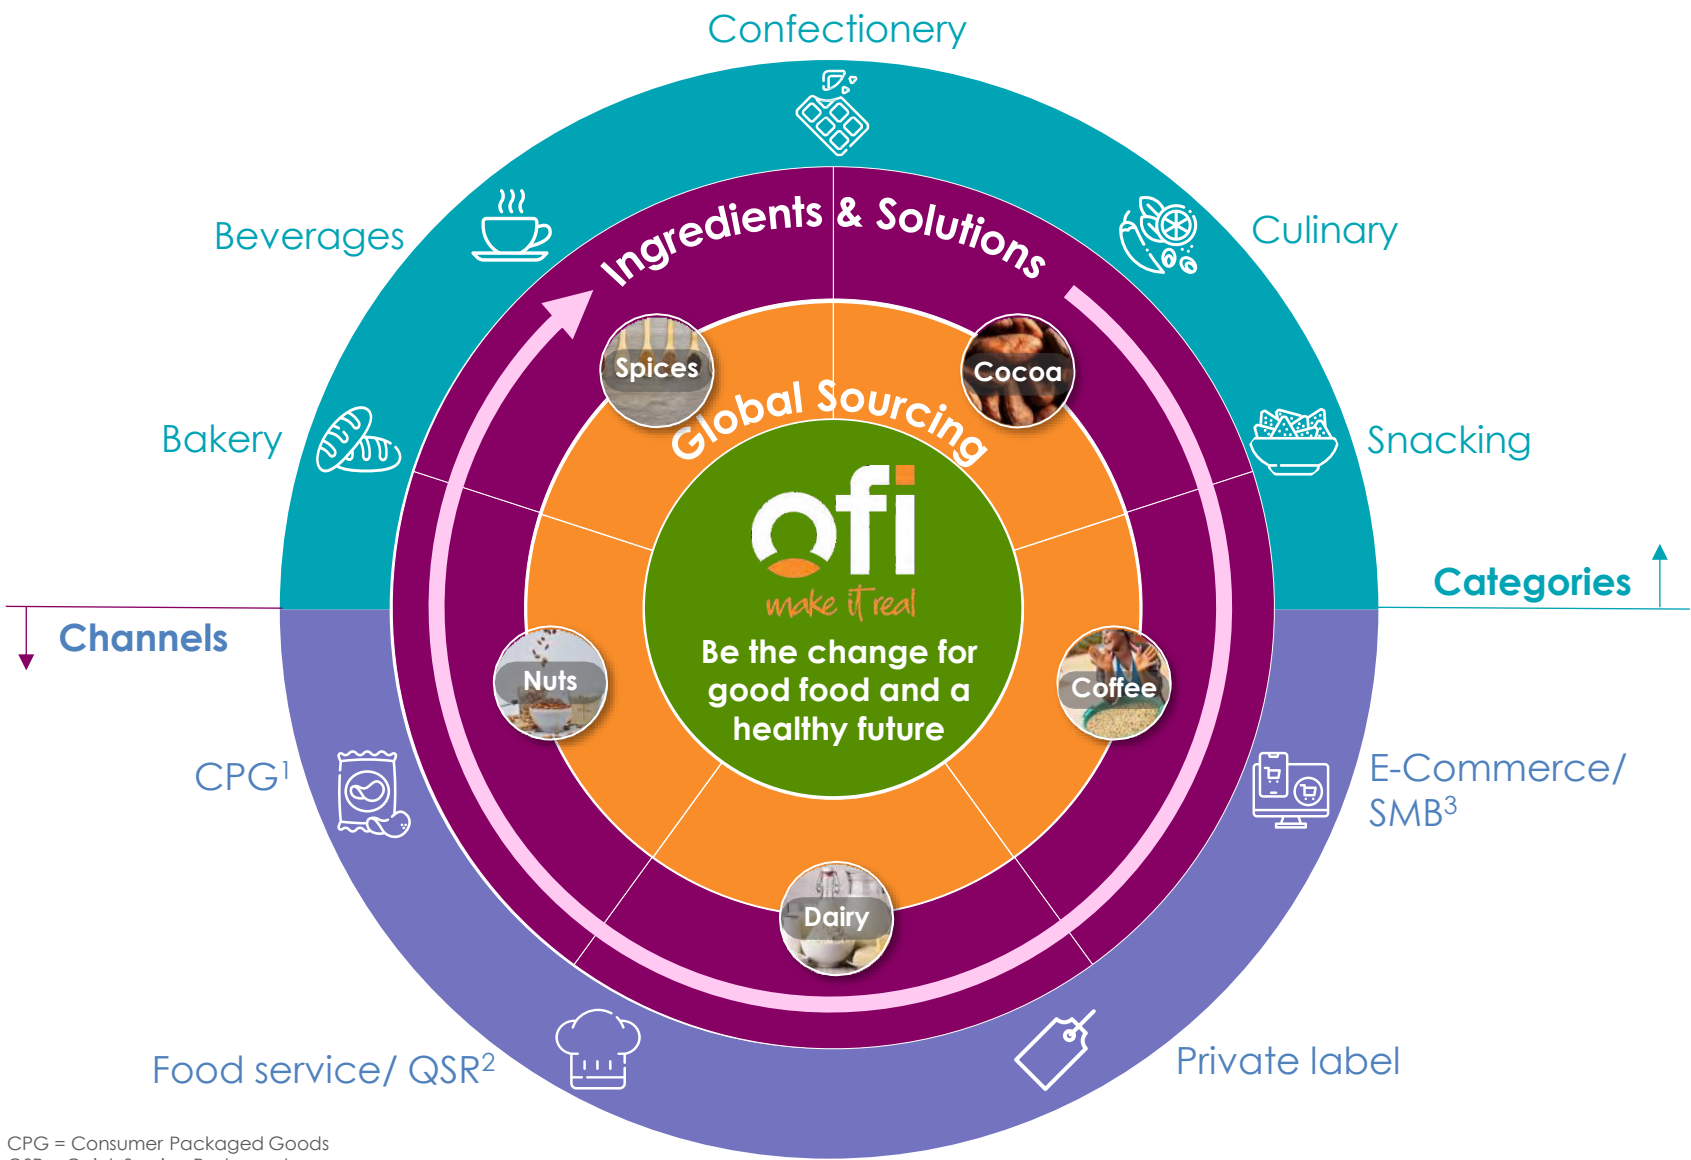 Confectionery
Beverages
Culinary
Ingredients & Solutions
Spices
Cocoa
Global Sourcing
Bakery
Snacking
ofi
make it real
Be the change for
good food and a
healthy future
Categories
Channels
Nuts
Coffee
CPG¹
E-Commerce/
SMB³
Dairy
Food service/ QSR²
Private label
CPG = Consumer Packaged Goods